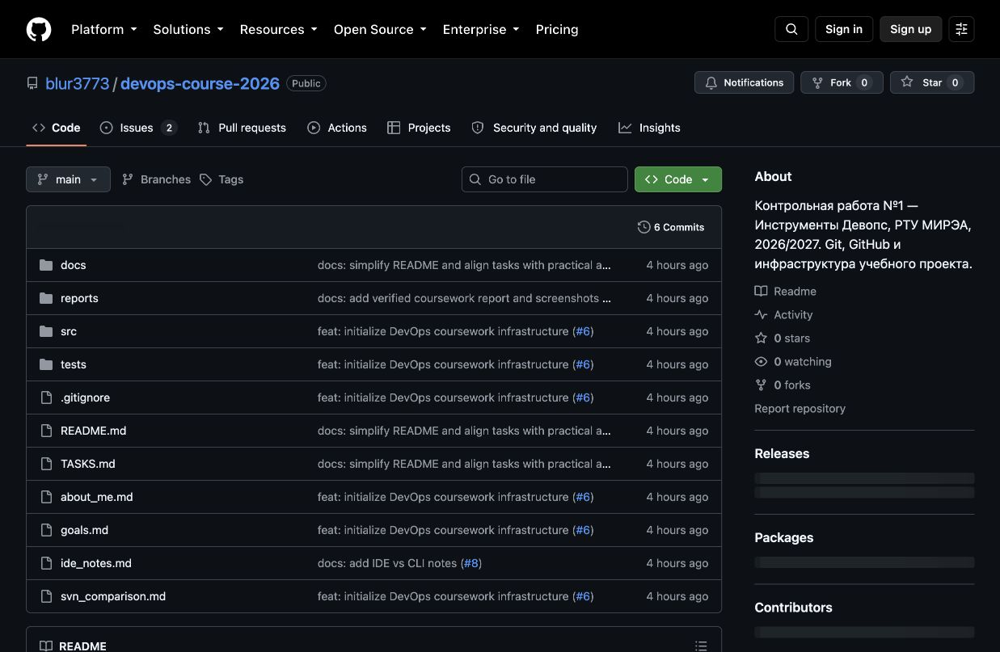 Platform Solutions Resources Open Source Enterprise Pricing Sign in Sign up
blur3773/devops-course-2026 Public Notifications Fork 0 Star 0
Code Issues 2 Pull requests Actions Projects Security and quality Insights
main Branches Tags Go to file Code
6 Commits
docs docs: simplify README and align tasks with practical a... 4 hours ago
reports docs: add verified coursework report and screenshots ... 4 hours ago
src feat: initialize DevOps coursework infrastructure (#6) 4 hours ago
tests feat: initialize DevOps coursework infrastructure (#6) 4 hours ago
.gitignore feat: initialize DevOps coursework infrastructure (#6) 4 hours ago
README.md docs: simplify README and align tasks with practical a... 4 hours ago
TASKS.md docs: simplify README and align tasks with practical a... 4 hours ago
about_me.md feat: initialize DevOps coursework infrastructure (#6) 4 hours ago
goals.md feat: initialize DevOps coursework infrastructure (#6) 4 hours ago
ide_notes.md docs: add IDE vs CLI notes (#8) 4 hours ago
svn_comparison.md feat: initialize DevOps coursework infrastructure (#6) 4 hours ago
README
About
Контрольная работа №1 —
Инструменты Девопс, РТУ МИРЭА,
2026/2027. Git, GitHub и
инфраструктура учебного проекта.
Readme
Activity
0 stars
0 watching
0 forks
Report repository
Releases
Packages
Contributors